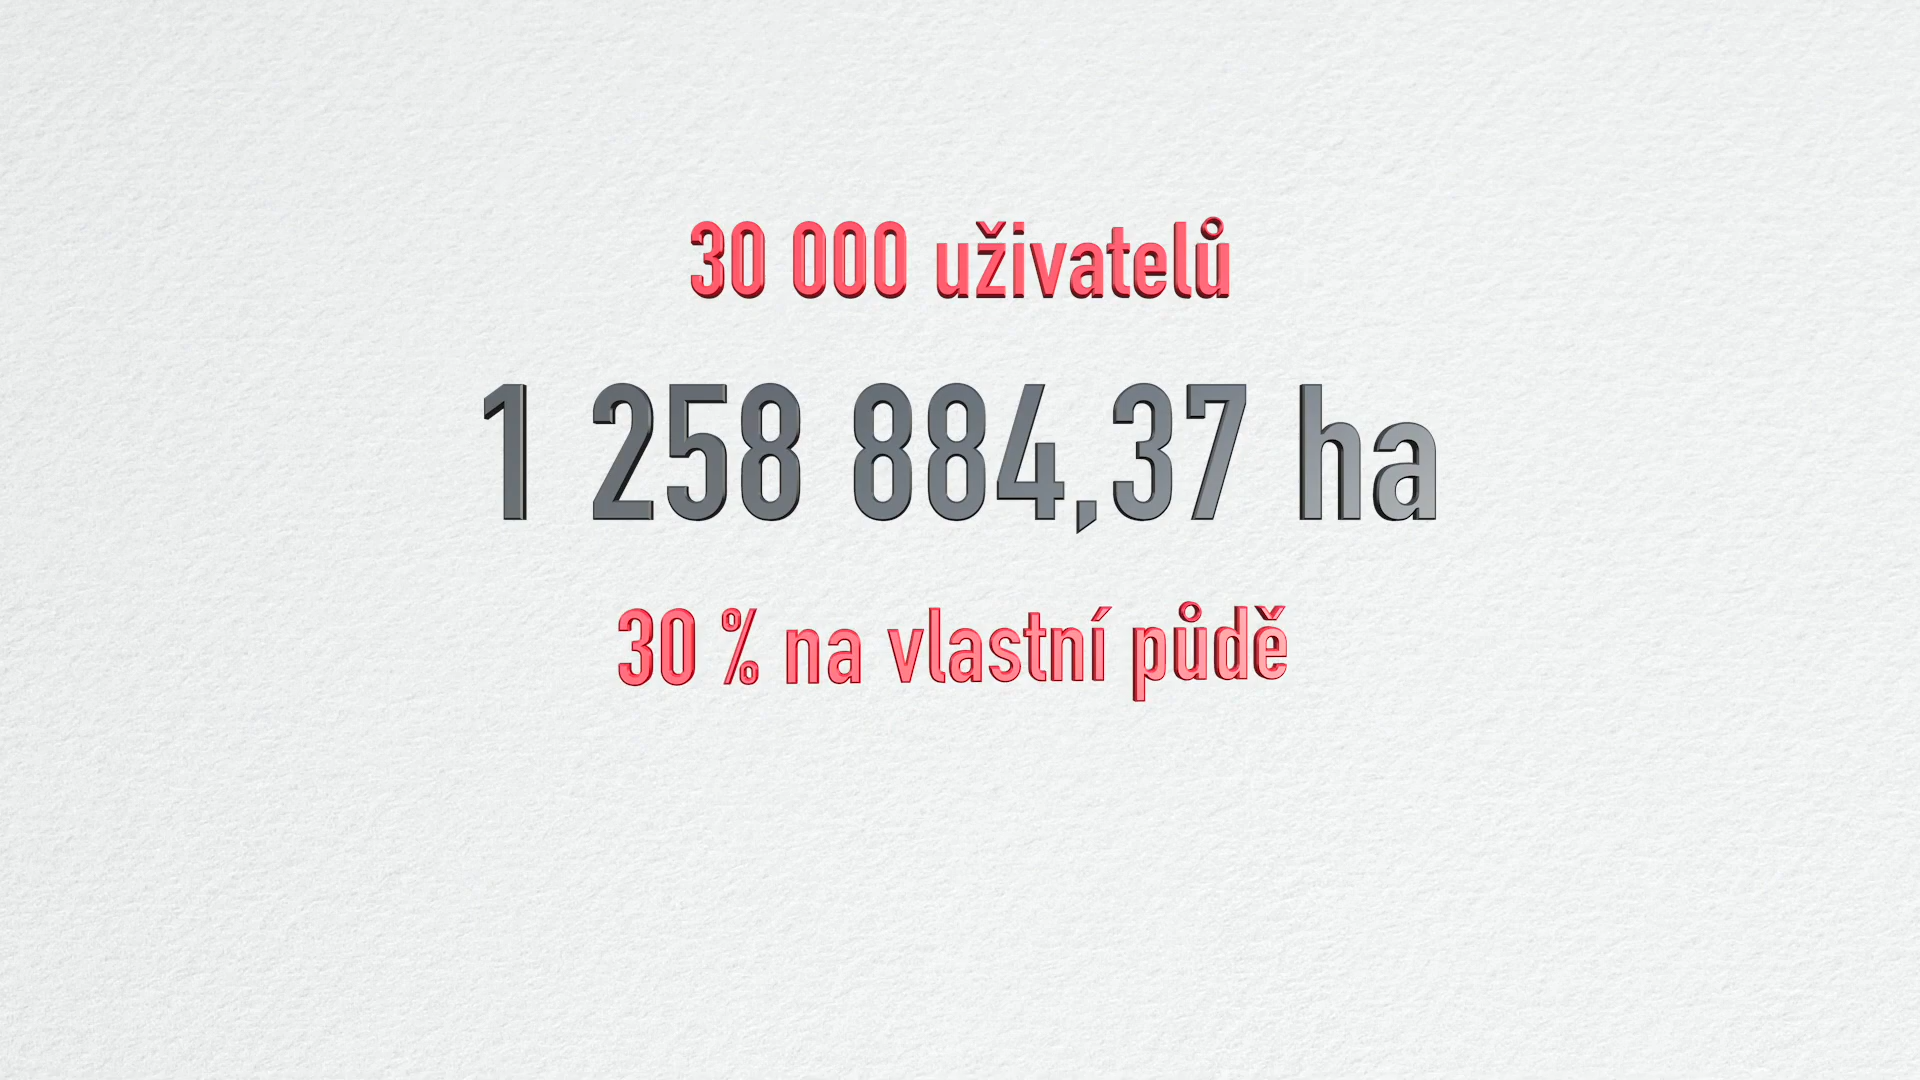 30 000 uživatelů
1 258 884,37 ha
30 % na vlastní půdě